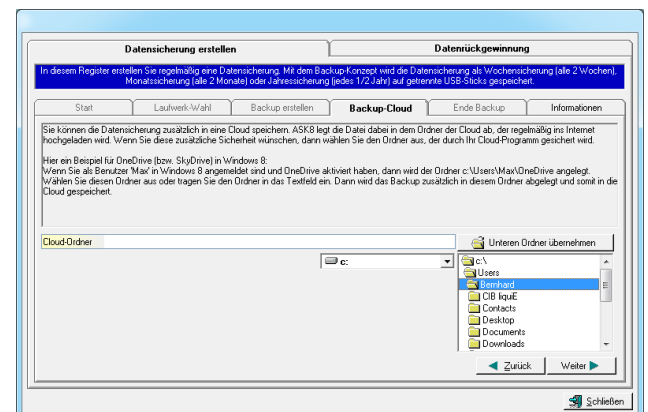 Datensicherung erstellen
Datenrückgewinnung
In diesem Register erstellen Sie regelmäßig eine Datensicherung. Mit dem Backup-Konzept wird die Datensicherung als Wochensicherung (alle 2 Wochen),
Monatssicherung (alle 2 Monate) oder Jahressicherung (jedes 1/2 Jahr) auf getrennte USB-Sticks gespeichert.
Start
Laufwerk-Wahl
Backup erstellen
Backup-Cloud
Ende Backup
Informationen
Sie können die Datensicherung zusätzlich in eine Cloud speichern. ASK8 legt die Datei dabei in dem Ordner der Cloud ab, der regelmäßig ins Internet
hochgeladen wird. Wenn Sie diese zusätzliche Sicherheit wünschen, dann wählen Sie den Ordner aus, der durch Ihr Cloud-Programm gesichert wird.
Hier ein Beispiel für OneDrive (bzw. SkyDrive) in Windows 8:
Wenn Sie als Benutzer 'Max' in Windows 8 angemeldet sind und OneDrive aktiviert haben, dann wird der Ordner c:\Users\Max\OneDrive angelegt.
Wählen Sie diesen Ordner aus oder tragen Sie den Ordner in das Textfeld ein. Dann wird das Backup zusätzlich in diesem Ordner abgelegt und somit in die
Cloud gespeichert.
Cloud-Ordner
Unteren Ordner übernehmen
c:
c:\
Users
Bernhard
CIB liquiE
Contacts
Desktop
Documents
Downloads
Zurück
Weiter
Schließen